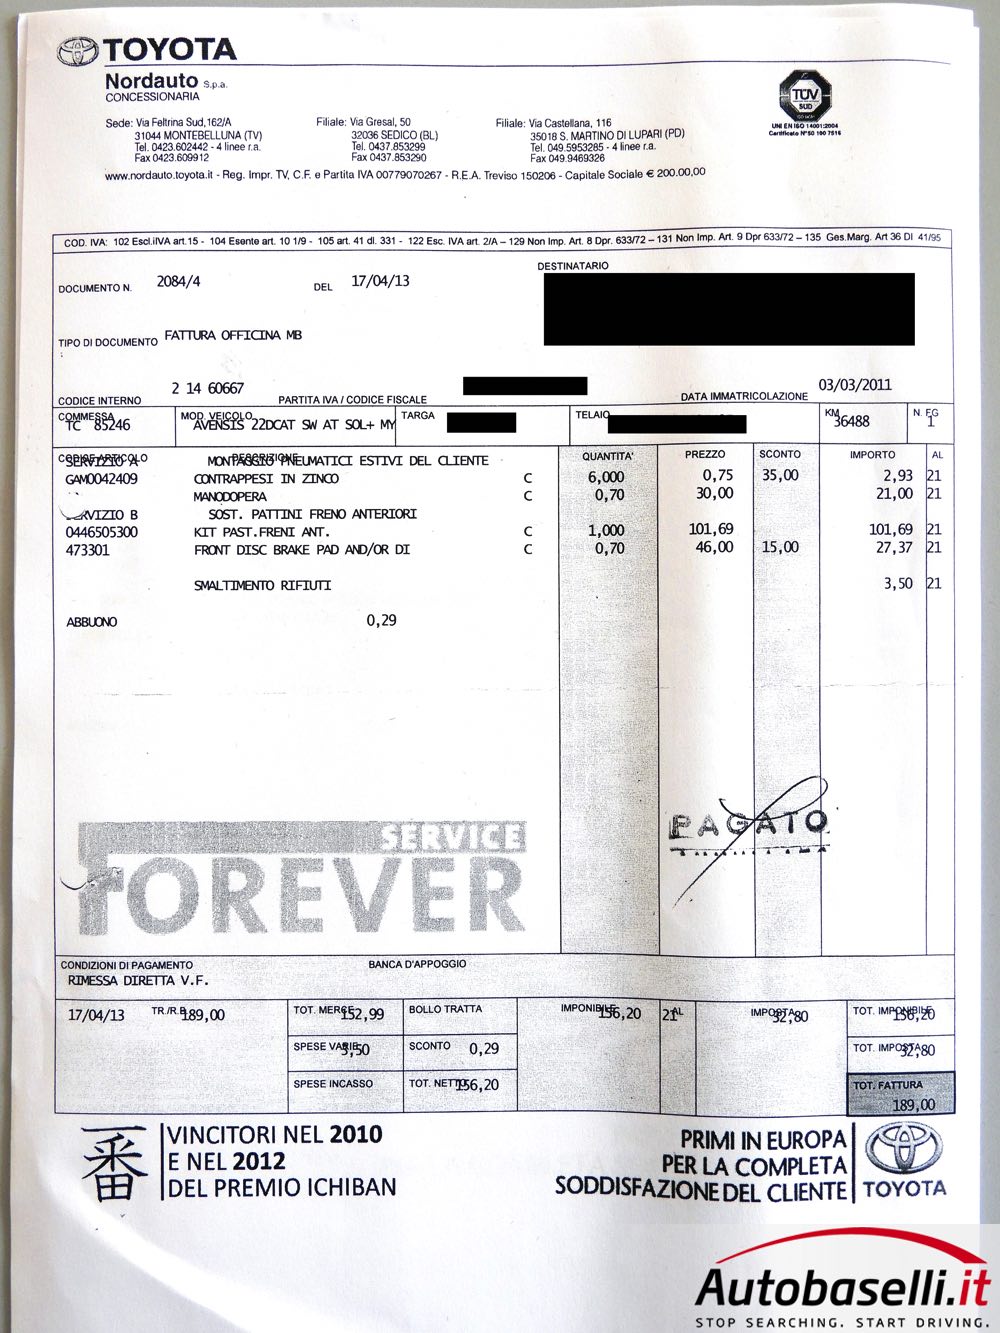 TOYOTA
Nordauto S.p.a.
CONCESSIONARIA
Sede: Via Feltrina Sud,162/A
31044 MONTEBELLUNA (TV)
Tel. 0423.602442 - 4 linee r.a.
Fax 0423.609912
Filiale: Via Gresal, 50
32036 SEDICO (BL)
Tel. 0437.853299
Fax 0437.853290
Filiale: Via Castellana, 116
35018 S. MARTINO DI LUPARI (PD)
Tel. 049.5953285 - 4 linee r.a.
Fax 049.9469326
TÜV
SUD
UNI EN ISO 14001:2004
Certificato N°50 100 7516
www.nordauto.toyota.it - Reg. Impr. TV, C.F. e Partita IVA 00779070267 - R.E.A. Treviso 150206 - Capitale Sociale € 200.00,00
COD. IVA: 102 Escl.iIVA art.15 - 104 Esente art. 10 1/9 - 105 art. 41 dl. 331 - 122 Esc. IVA art. 2/A – 129 Non Imp. Art. 8 Dpr. 633/72 – 131 Non Imp. Art. 9 Dpr 633/72 – 135 Ges.Marg. Art 36 Dl 41/95
DOCUMENTO N. 2084/4 DEL 17/04/13
DESTINATARIO
TIPO DI DOCUMENTO FATTURA OFFICINA MB
CODICE INTERNO 2 14 60667
PARTITA IVA / CODICE FISCALE
DATA IMMATRICOLAZIONE 03/03/2011
COMMESSA MOD. VEICOLO TARGA TELAIO KM N. FG
TC 85246 AVENSIS 22DCAT SW AT SOL+ MY 36488 1
CODICE ARTICOLO DESCRIZIONE QUANTITA' PREZZO SCONTO IMPORTO AL
SERVIZIO A MONTAGGIO PNEUMATICI ESTIVI DEL CLIENTE
GAM0042409 CONTRAPPESI IN ZINCO C 6,000 0,75 35,00 2,93 21
MANODOPERA C 0,70 30,00 21,00 21
SERVIZIO B SOST. PATTINI FRENO ANTERIORI
0446505300 KIT PAST.FRENI ANT. C 1,000 101,69 101,69 21
473301 FRONT DISC BRAKE PAD AND/OR DI C 0,70 46,00 15,00 27,37 21
SMALTIMENTO RIFIUTI 3,50 21
ABBUONO 0,29
PAGATO
SERVICE
FOREVER
CONDIZIONI DI PAGAMENTO BANCA D'APPOGGIO
RIMESSA DIRETTA V.F.
17/04/13 TR./R.B. 189,00
TOT. MERCE 152,99
BOLLO TRATTA
IMPONIBILE 156,20
AL 21
IMPOSTA 32,80
TOT. IMPONIBILE 156,20
SPESE VARIE 3,50
SCONTO 0,29
TOT. IMPOSTA 32,80
SPESE INCASSO
TOT. NETTO 156,20
TOT. FATTURA
189,00
一番
VINCITORI NEL 2010
E NEL 2012
DEL PREMIO ICHIBAN
PRIMI IN EUROPA
PER LA COMPLETA
SODDISFAZIONE DEL CLIENTE
TOYOTA
Autobaselli.it
STOP SEARCHING. START DRIVING.